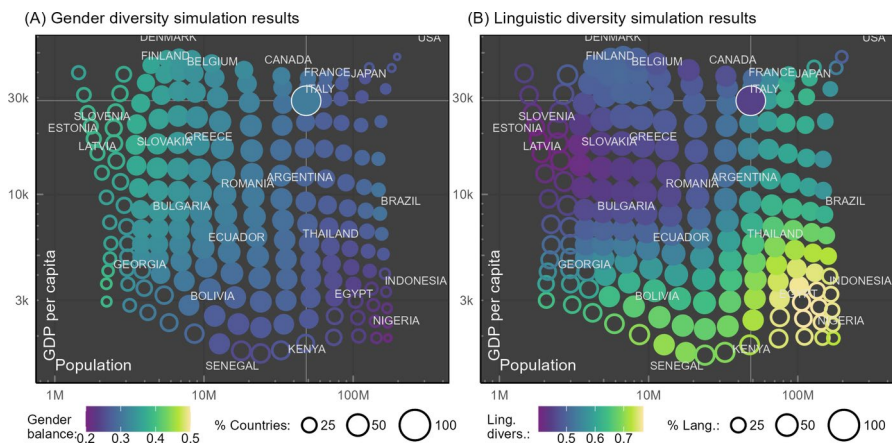 (A) Gender diversity simulation results
DENMARK
USA
FINLAND
BELGIUM
CANADA
FRANCE
JAPAN
ITALY
30k
SLOVENIA
ESTONIA
LATVIA
SLOVAKIA
GREECE
ROMANIA
ARGENTINA
10k
BRAZIL
BULGARIA
ECUADOR
THAILAND
GEORGIA
INDONESIA
BOLIVIA
EGYPT
3k
NIGERIA
KENYA
SENEGAL
GDP per capita
Population
1M
10M
100M
Gender
balance:
0.2
0.3
0.4
0.5
% Countries:
25
50
100
(B) Linguistic diversity simulation results
DENMARK
USA
FINLAND
BELGIUM
CANADA
FRANCE
JAPAN
ITALY
30k
SLOVENIA
ESTONIA
LATVIA
SLOVAKIA
GREECE
ROMANIA
ARGENTINA
10k
BRAZIL
BULGARIA
ECUADOR
THAILAND
GEORGIA
INDONESIA
BOLIVIA
EGYPT
3k
NIGERIA
KENYA
SENEGAL
GDP per capita
Population
1M
10M
100M
Ling.
divers.:
0.5
0.6
0.7
% Lang.:
25
50
100